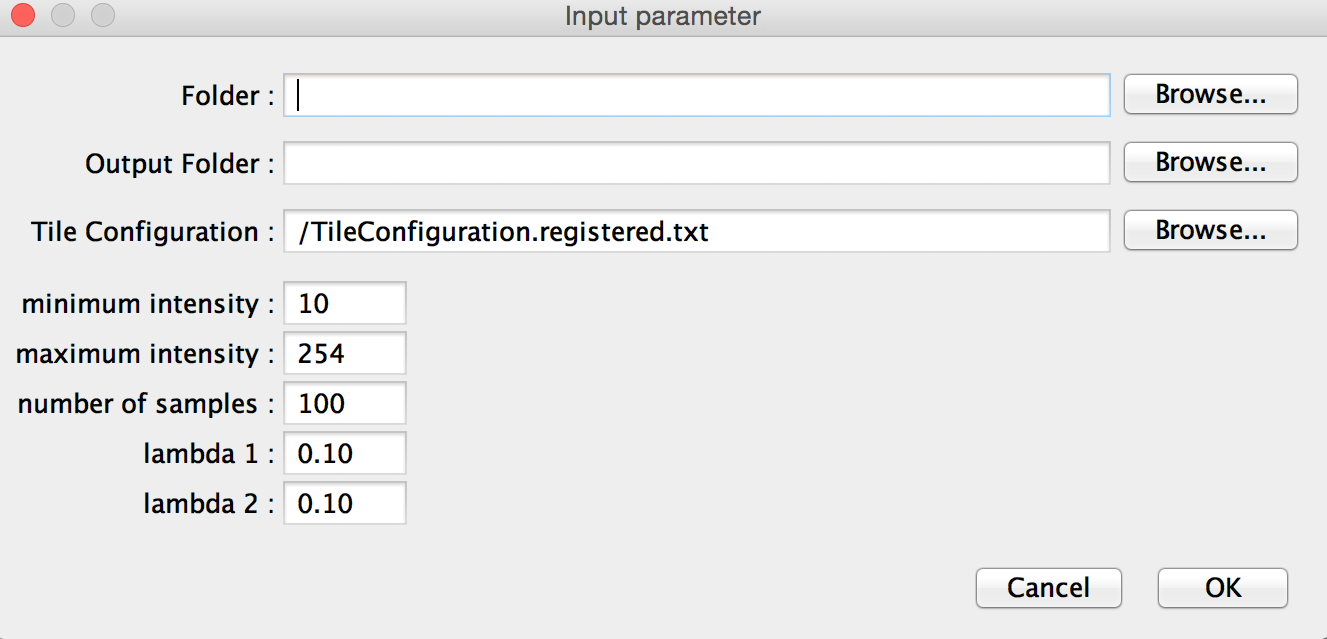 Input parameter
Folder : Browse...
Output Folder : Browse...
Tile Configuration : /TileConfiguration.registered.txt Browse...
minimum intensity : 10
maximum intensity : 254
number of samples : 100
lambda 1 : 0.10
lambda 2 : 0.10
Cancel OK